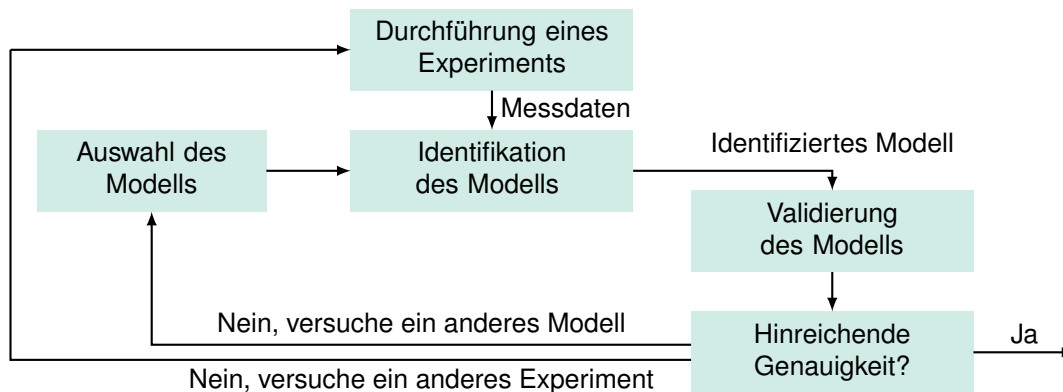 Durchführung eines
Experiments
Messdaten
Auswahl des
Modells
Identifikation
des Modells
Identifiziertes Modell
Validierung
des Modells
Nein, versuche ein anderes Modell
Hinreichende
Genauigkeit?
Ja
Nein, versuche ein anderes Experiment